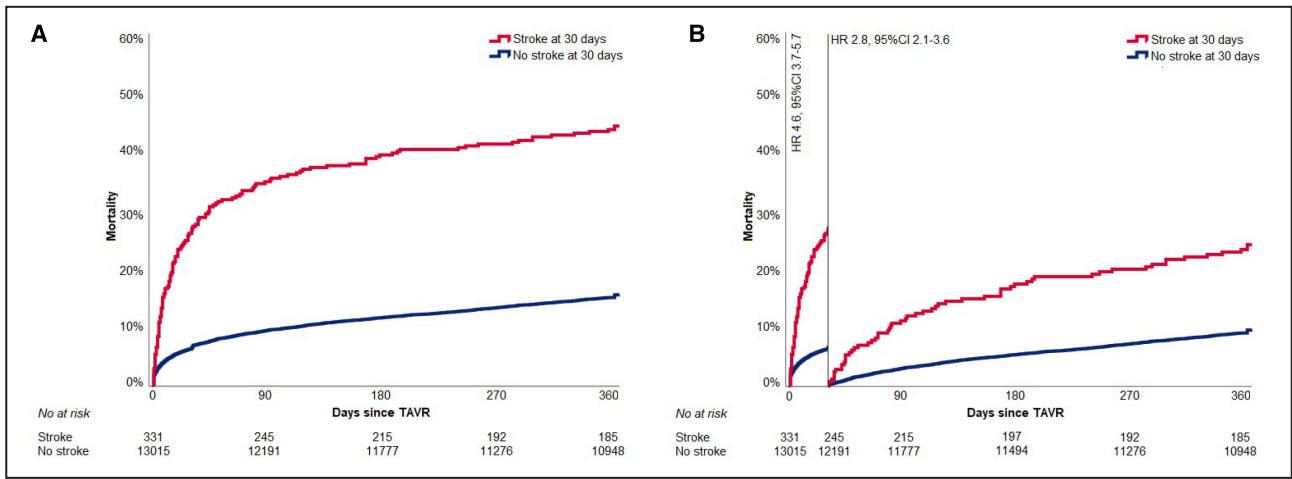 A
60%
50%
40%
30%
20%
10%
0%
Mortality
Stroke at 30 days
No stroke at 30 days
0 90 180 270 360
Days since TAVR
No at risk
Stroke 331 245 215 192 185
No stroke 13015 12191 11777 11276 10948
B
60%
50%
40%
30%
20%
10%
0%
Mortality
HR 4.6, 95%CI 3.7-5.7
HR 2.8, 95%CI 2.1-3.6
Stroke at 30 days
No stroke at 30 days
0 90 180 270 360
Days since TAVR
No at risk
Stroke 331 245 215 197 192 185
No stroke 13015 12191 11777 11494 11276 10948